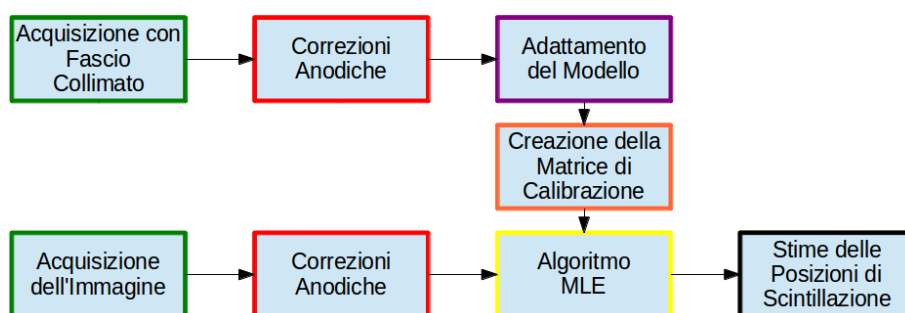 Acquisizione con
Fascio
Collimato
Correzioni
Anodiche
Adattamento
del Modello
Creazione della
Matrice di
Calibrazione
Acquisizione
dell'Immagine
Correzioni
Anodiche
Algoritmo
MLE
Stime delle
Posizioni di
Scintillazione